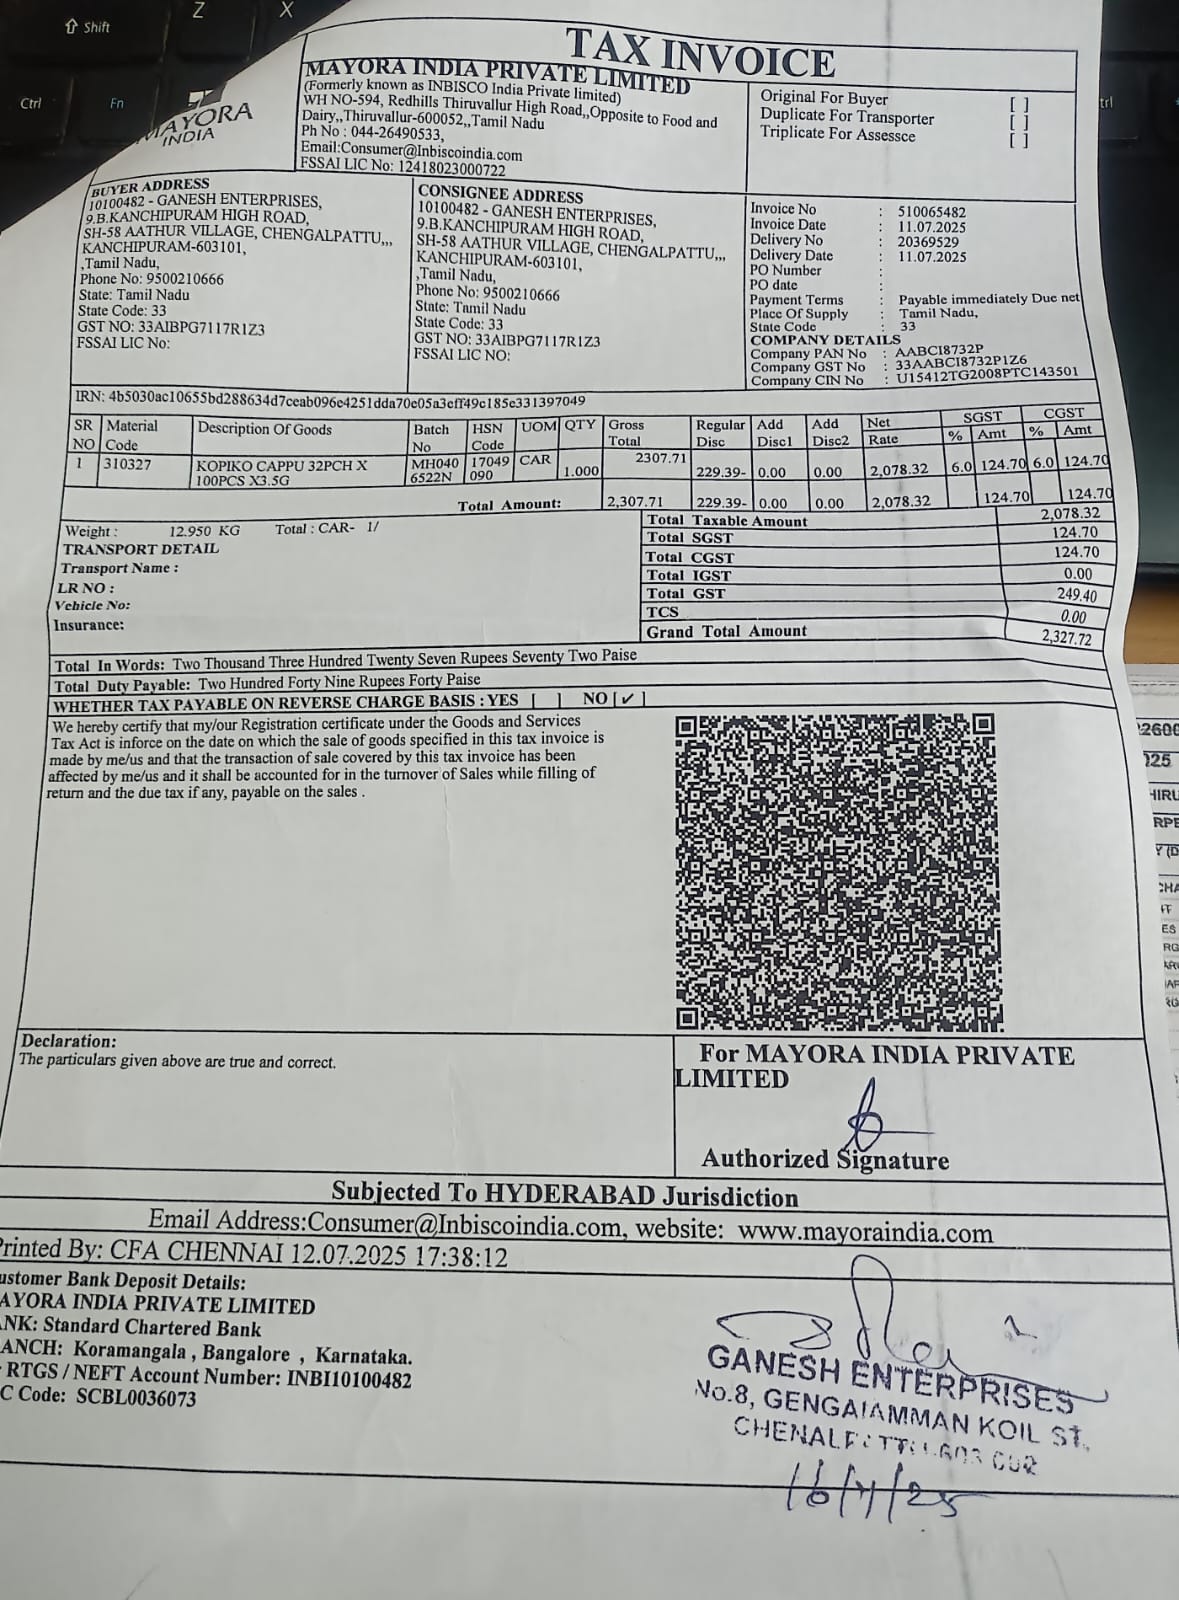 ⇧ Shift
Z
X
Ctrl
Fn
TAX INVOICE
MAYORA
INDIA
MAYORA INDIA PRIVATE LIMITED
(Formerly known as INBISCO India Private limited)
WH NO-594, Redhills Thiruvallur High Road,,Opposite to Food and
Dairy,,Thiruvallur-600052,,Tamil Nadu
Ph No : 044-26490533,
Email:Consumer@Inbiscoindia.com
FSSAI LIC No: 12418023000722
Original For Buyer [ ]
Duplicate For Transporter [ ]
Triplicate For Assessce [ ]
BUYER ADDRESS
10100482 - GANESH ENTERPRISES,
9.B.KANCHIPURAM HIGH ROAD,
SH-58 AATHUR VILLAGE, CHENGALPATTU,,,
KANCHIPURAM-603101,
,Tamil Nadu,
Phone No: 9500210666
State: Tamil Nadu
State Code: 33
GST NO: 33AIBPG7117R1Z3
FSSAI LIC No:
CONSIGNEE ADDRESS
10100482 - GANESH ENTERPRISES,
9.B.KANCHIPURAM HIGH ROAD,
SH-58 AATHUR VILLAGE, CHENGALPATTU,,,
KANCHIPURAM-603101,
,Tamil Nadu,
Phone No: 9500210666
State: Tamil Nadu
State Code: 33
GST NO: 33AIBPG7117R1Z3
FSSAI LIC NO:
Invoice No : 510065482
Invoice Date : 11.07.2025
Delivery No : 20369529
Delivery Date : 11.07.2025
PO Number :
PO date :
Payment Terms : Payable immediately Due net
Place Of Supply : Tamil Nadu,
State Code : 33
COMPANY DETAILS
Company PAN No : AABCI8732P
Company GST No : 33AABCI8732P1Z6
Company CIN No : U15412TG2008PTC143501
IRN: 4b5030ac10655bd288634d7ceab096e4251dda70e05a3eff49c185e331397049
SR NO Material Code Description Of Goods Batch No HSN Code UOM QTY Gross Total Regular Disc Add Disc1 Add Disc2 Net Rate SGST % Amt CGST % Amt
1 310327 KOPIKO CAPPU 32PCH X 100PCS X3.5G MH040 6522N 17049 090 CAR 1.000 2307.71 229.39- 0.00 0.00 2,078.32 6.0 124.70 6.0 124.70
Total Amount: 2,307.71 229.39- 0.00 0.00 2,078.32 124.70 124.70
Weight : 12.950 KG Total : CAR- 1/
TRANSPORT DETAIL
Transport Name :
LR NO :
Vehicle No:
Insurance:
Total Taxable Amount 2,078.32
Total SGST 124.70
Total CGST 124.70
Total IGST 0.00
Total GST 249.40
TCS 0.00
Grand Total Amount 2,327.72
Total In Words: Two Thousand Three Hundred Twenty Seven Rupees Seventy Two Paise
Total Duty Payable: Two Hundred Forty Nine Rupees Forty Paise
WHETHER TAX PAYABLE ON REVERSE CHARGE BASIS : YES [ ] NO [✓]
We hereby certify that my/our Registration certificate under the Goods and Services
Tax Act is inforce on the date on which the sale of goods specified in this tax invoice is
made by me/us and that the transaction of sale covered by this tax invoice has been
affected by me/us and it shall be accounted for in the turnover of Sales while filling of
return and the due tax if any, payable on the sales .
Declaration:
The particulars given above are true and correct.
For MAYORA INDIA PRIVATE
LIMITED
Authorized Signature
Subjected To HYDERABAD Jurisdiction
Email Address:Consumer@Inbiscoindia.com, website: www.mayoraindia.com
Printed By: CFA CHENNAI 12.07.2025 17:38:12
ustomer Bank Deposit Details:
AYORA INDIA PRIVATE LIMITED
ANK: Standard Chartered Bank
ANCH: Koramangala , Bangalore , Karnataka.
RTGS / NEFT Account Number: INBI10100482
C Code: SCBL0036073
GANESH ENTERPRISES
No.8, GENGAIAMMAN KOIL ST,
16/7/25